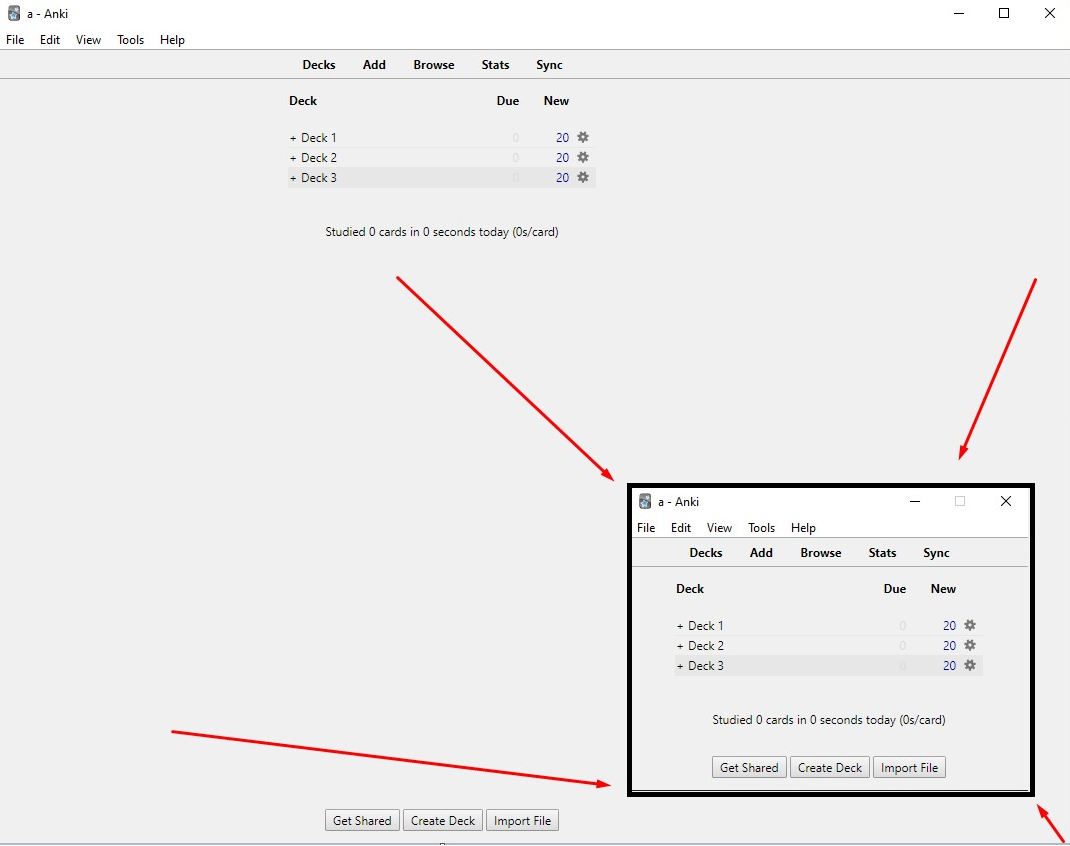 a - Anki
File Edit View Tools Help
Decks Add Browse Stats Sync
Deck Due New
+ Deck 1 0 20
+ Deck 2 0 20
+ Deck 3 0 20
Studied 0 cards in 0 seconds today (0s/card)
a - Anki
File Edit View Tools Help
Decks Add Browse Stats Sync
Deck Due New
+ Deck 1 0 20
+ Deck 2 0 20
+ Deck 3 0 20
Studied 0 cards in 0 seconds today (0s/card)
Get Shared Create Deck Import File
Get Shared Create Deck Import File